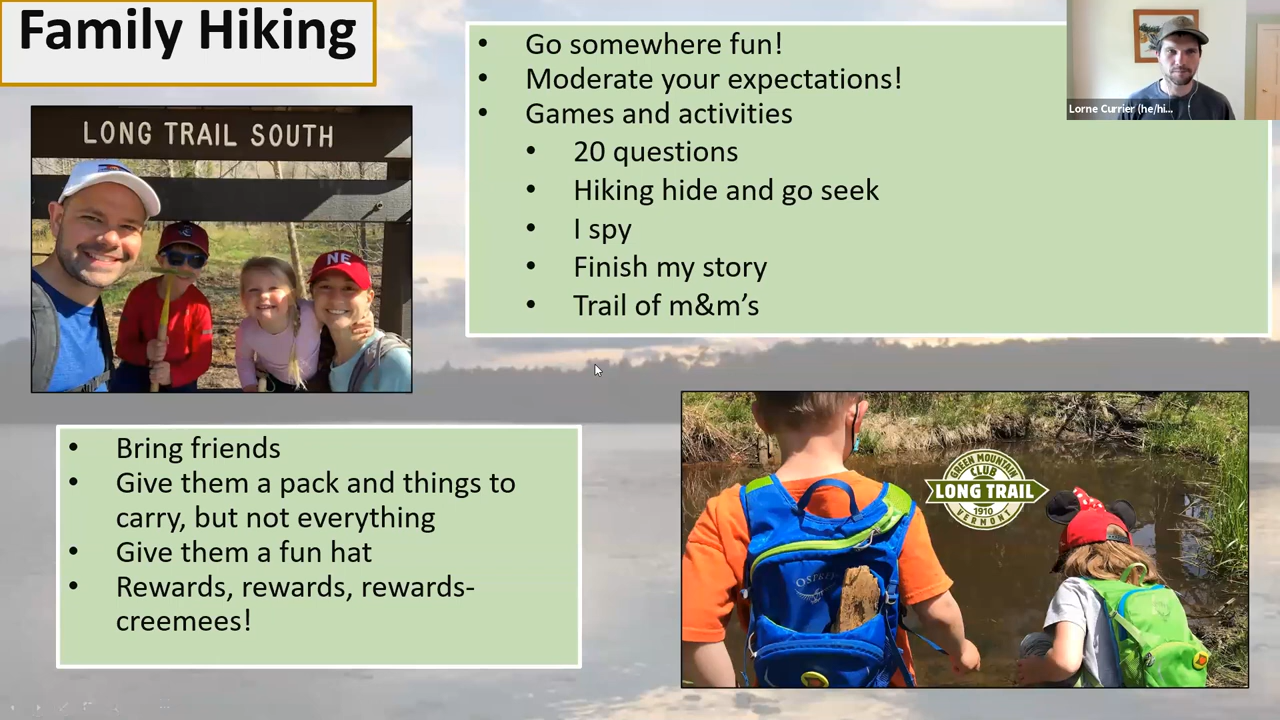 Family Hiking
• Go somewhere fun!
• Moderate your expectations!
• Games and activities
• 20 questions
• Hiking hide and go seek
• I spy
• Finish my story
• Trail of m&m's
Lorne Currier (he/hi...
LONG TRAIL SOUTH
NE
• Bring friends
• Give them a pack and things to
carry, but not everything
• Give them a fun hat
• Rewards, rewards, rewards-
creemees!
GREEN MOUNTAIN
CLUB
LONG TRAIL
1910
VERMONT
OSPREY